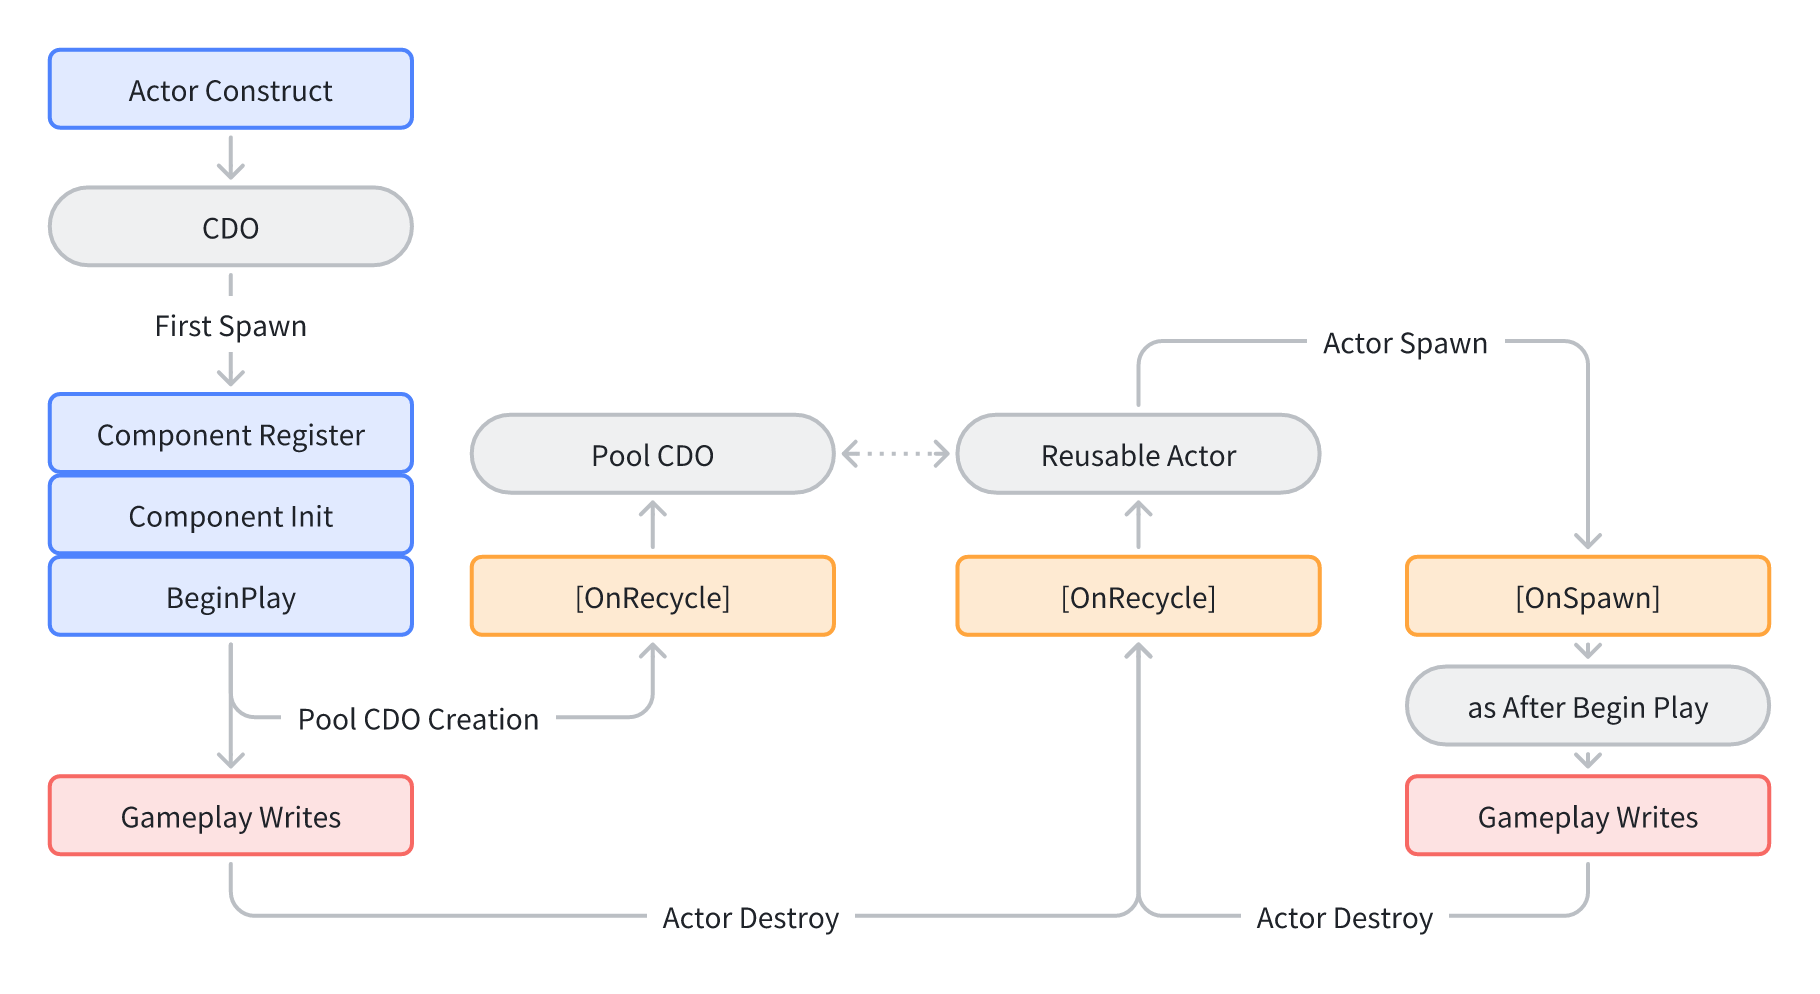 Actor Construct
CDO
First Spawn
Actor Spawn
Component Register
Pool CDO
Reusable Actor
Component Init
BeginPlay
[OnRecycle]
[OnRecycle]
[OnSpawn]
as After Begin Play
Pool CDO Creation
Gameplay Writes
Gameplay Writes
Actor Destroy
Actor Destroy